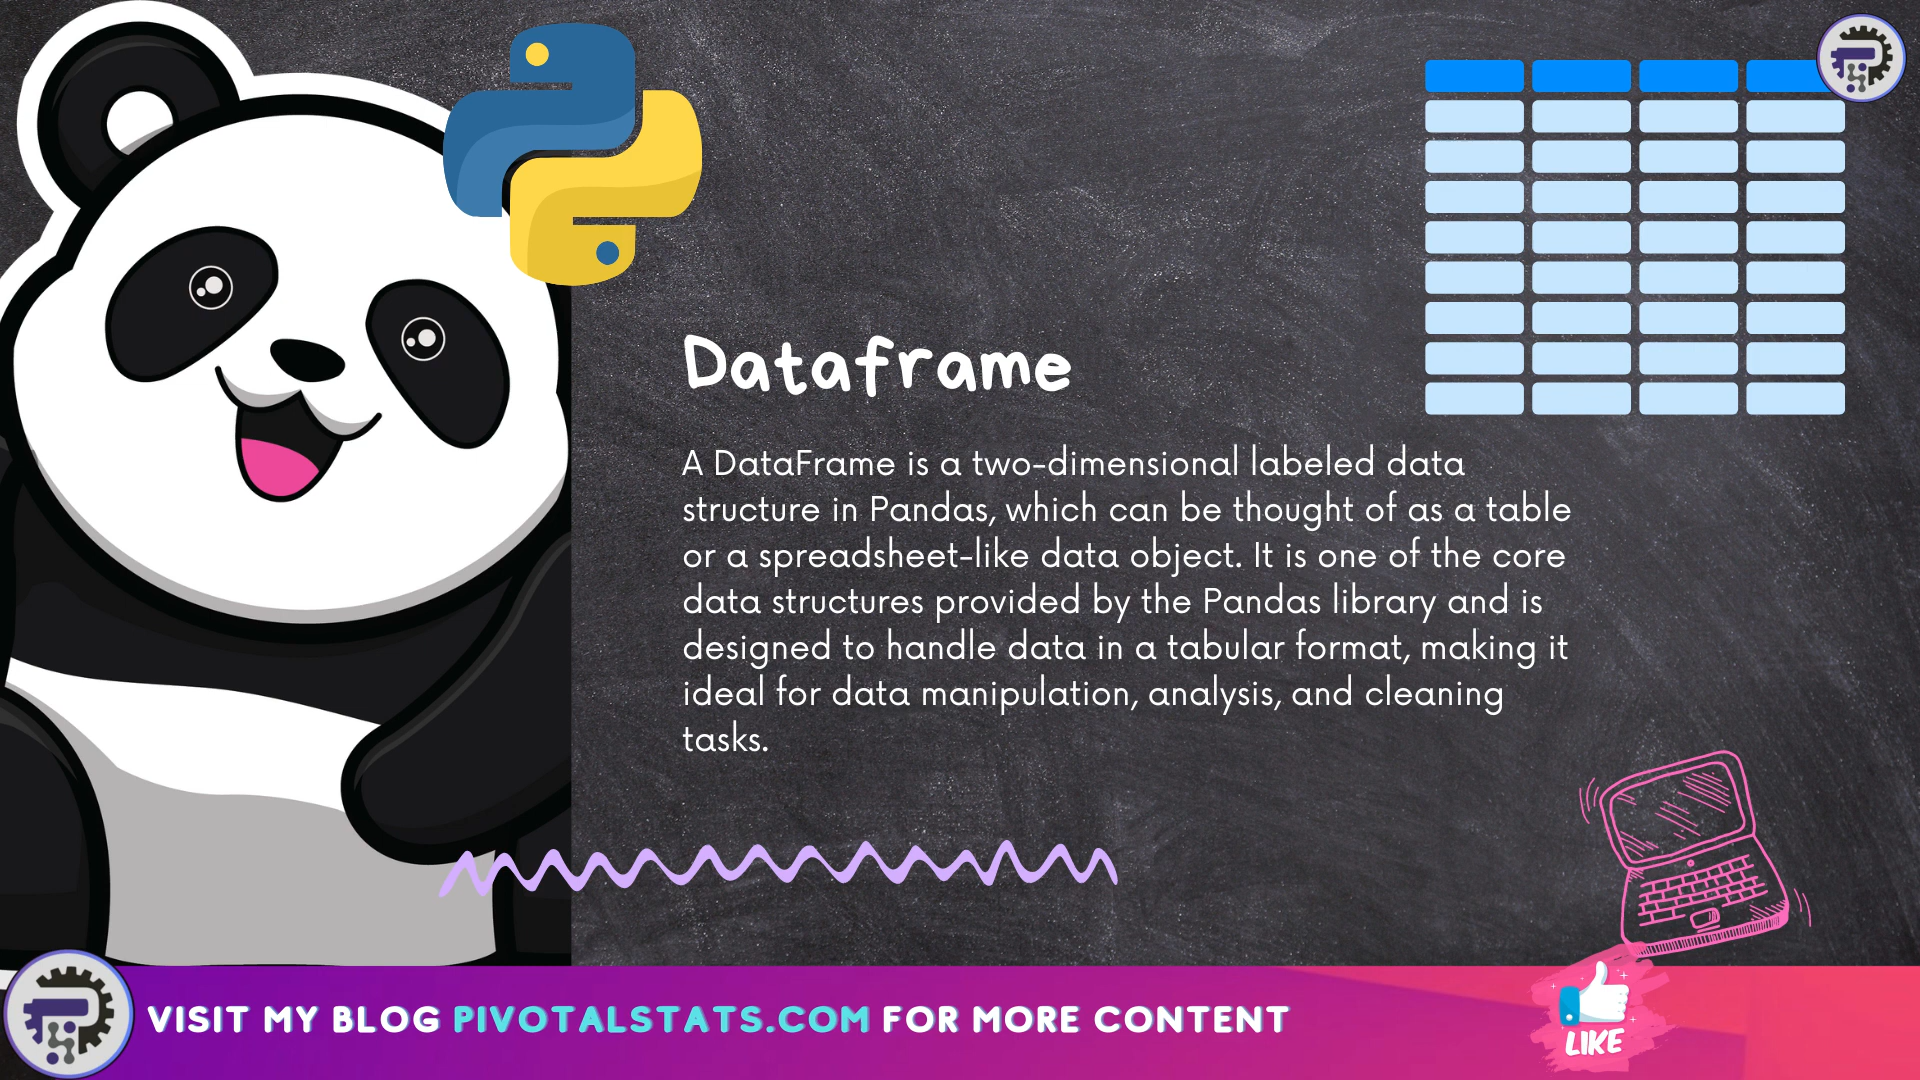 Dataframe
A DataFrame is a two-dimensional labeled data
structure in Pandas, which can be thought of as a table
or a spreadsheet-like data object. It is one of the core
data structures provided by the Pandas library and is
designed to handle data in a tabular format, making it
ideal for data manipulation, analysis, and cleaning
tasks.
VISIT MY BLOG PIVOTALSTATS.COM FOR MORE CONTENT
LIKE